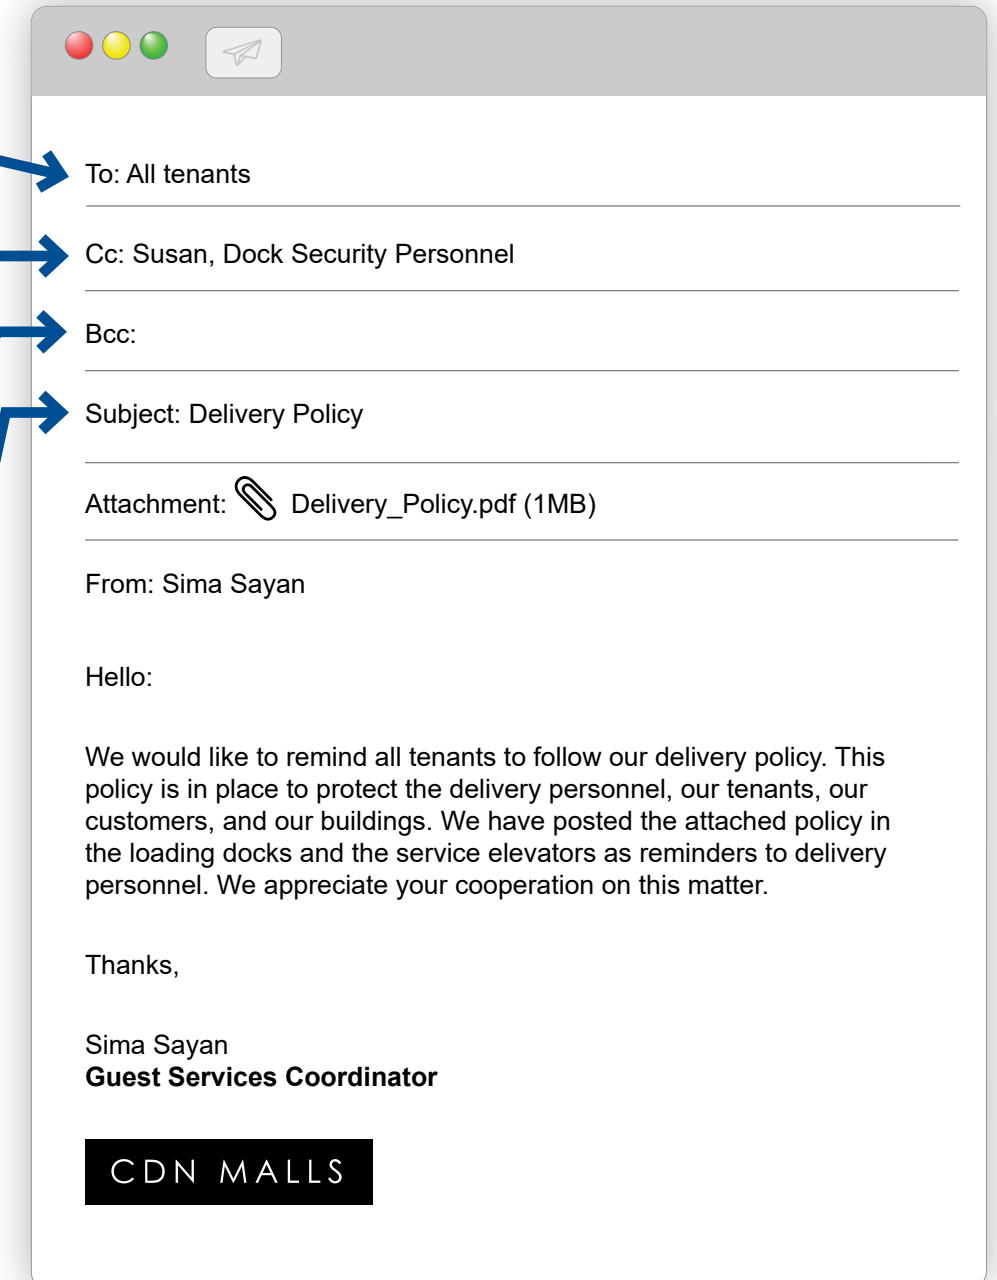 To: All tenants
Cc: Susan, Dock Security Personnel
Bcc:
Subject: Delivery Policy
Attachment: Delivery_Policy.pdf (1MB)
From: Sima Sayan
Hello:
We would like to remind all tenants to follow our delivery policy. This
policy is in place to protect the delivery personnel, our tenants, our
customers, and our buildings. We have posted the attached policy in
the loading docks and the service elevators as reminders to delivery
personnel. We appreciate your cooperation on this matter.
Thanks,
Sima Sayan
Guest Services Coordinator
CDN MALLS